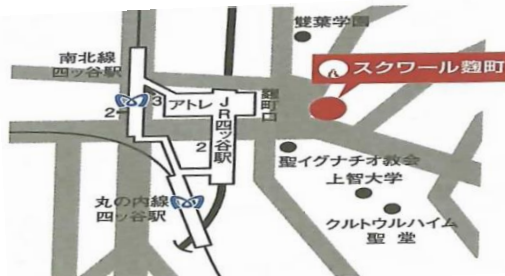 雙葉学園
スクワール麹町
南北線
四ッ谷駅
3
アトレ
JR四ッ谷駅
麴町口
2
2
聖イグナチオ教会
上智大学
丸の内線
四ッ谷駅
クルトゥルハイム
聖堂